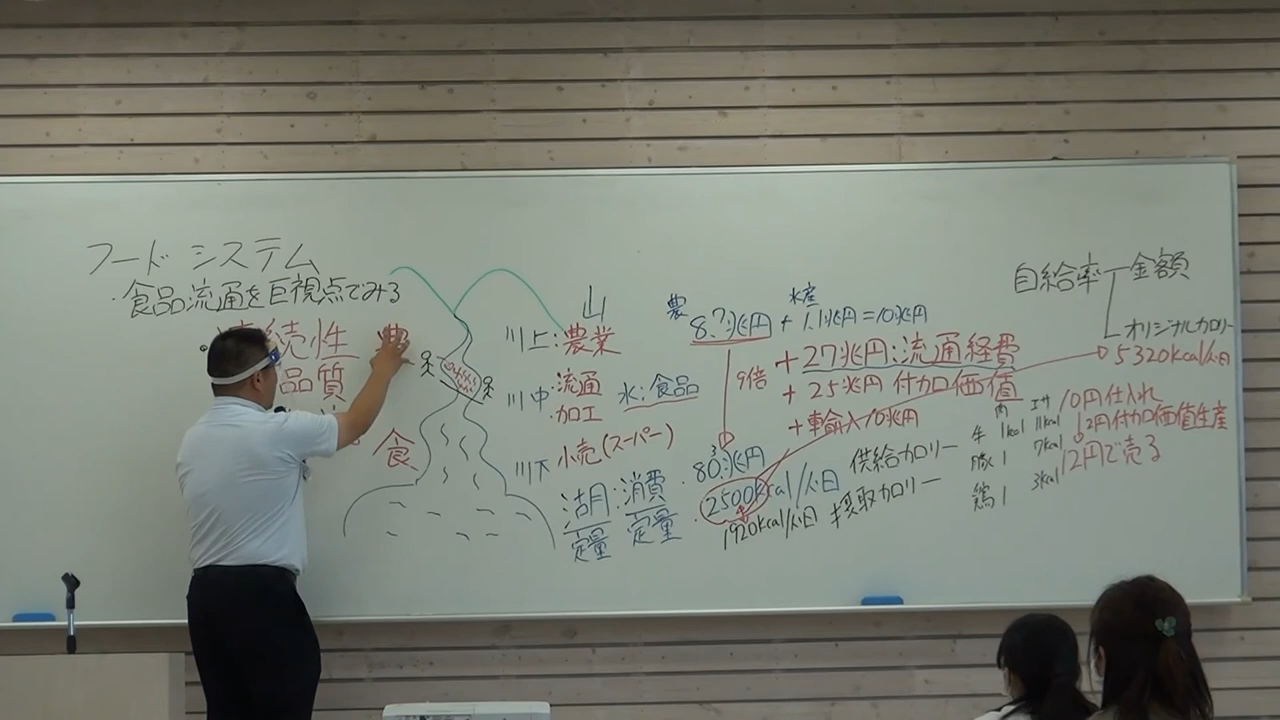 フードシステム
・食品流通を巨視点でみる
続性
品質
農
食
山
川上:農業
川中:流通
加工
水:食品
川下 小売(スーパー)
湖:消費
定量 定量
農 水産
8.7兆円 + 1.1兆円=10兆円
9倍
+27兆円:流通経費
+25兆円 付加価値
+輸入10兆円
・80.3兆円
・2500kcal/人日 供給カロリー
1920kcal/人日 摂取カロリー
自給率 金額
オリジナルカロリー
5320kcal/人日
肉 エサ
牛 1kcal 11kcal
豚 1 7kcal
鶏 1 3kcal
10円仕入れ
2円付加価値生産
12円で売る